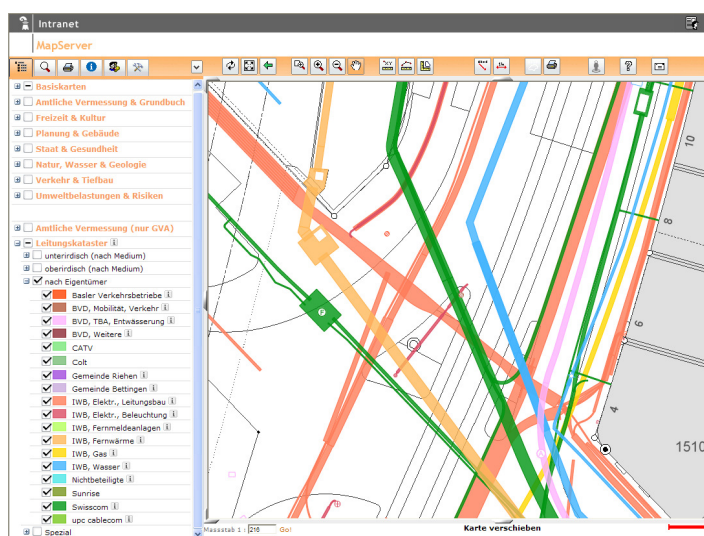 Intranet
MapServer
Basiskarten
Amtliche Vermessung & Grundbuch
Freizeit & Kultur
Planung & Gebäude
Staat & Gesundheit
Natur, Wasser & Geologie
Verkehr & Tiefbau
Umweltbelastungen & Risiken
Amtliche Vermessung (nur GVA)
Leitungskataster
unterirdisch (nach Medium)
oberirdisch (nach Medium)
nach Eigentümer
Basler Verkehrsbetriebe
BVD, Mobilität, Verkehr
BVD, TBA, Entwässerung
BVD, Weitere
CATV
Colt
Gemeinde Riehen
Gemeinde Bettingen
IWB, Elektr., Leitungsbau
IWB, Elektr., Beleuchtung
IWB, Fernmeldeanlagen
IWB, Fernwärme
IWB, Gas
IWB, Wasser
Nichtbeteiligte
Sunrise
Swisscom
upc cablecom
Spezial
10
8
6
4
1510
Massstab 1 : 216 Go!
Karte verschieben